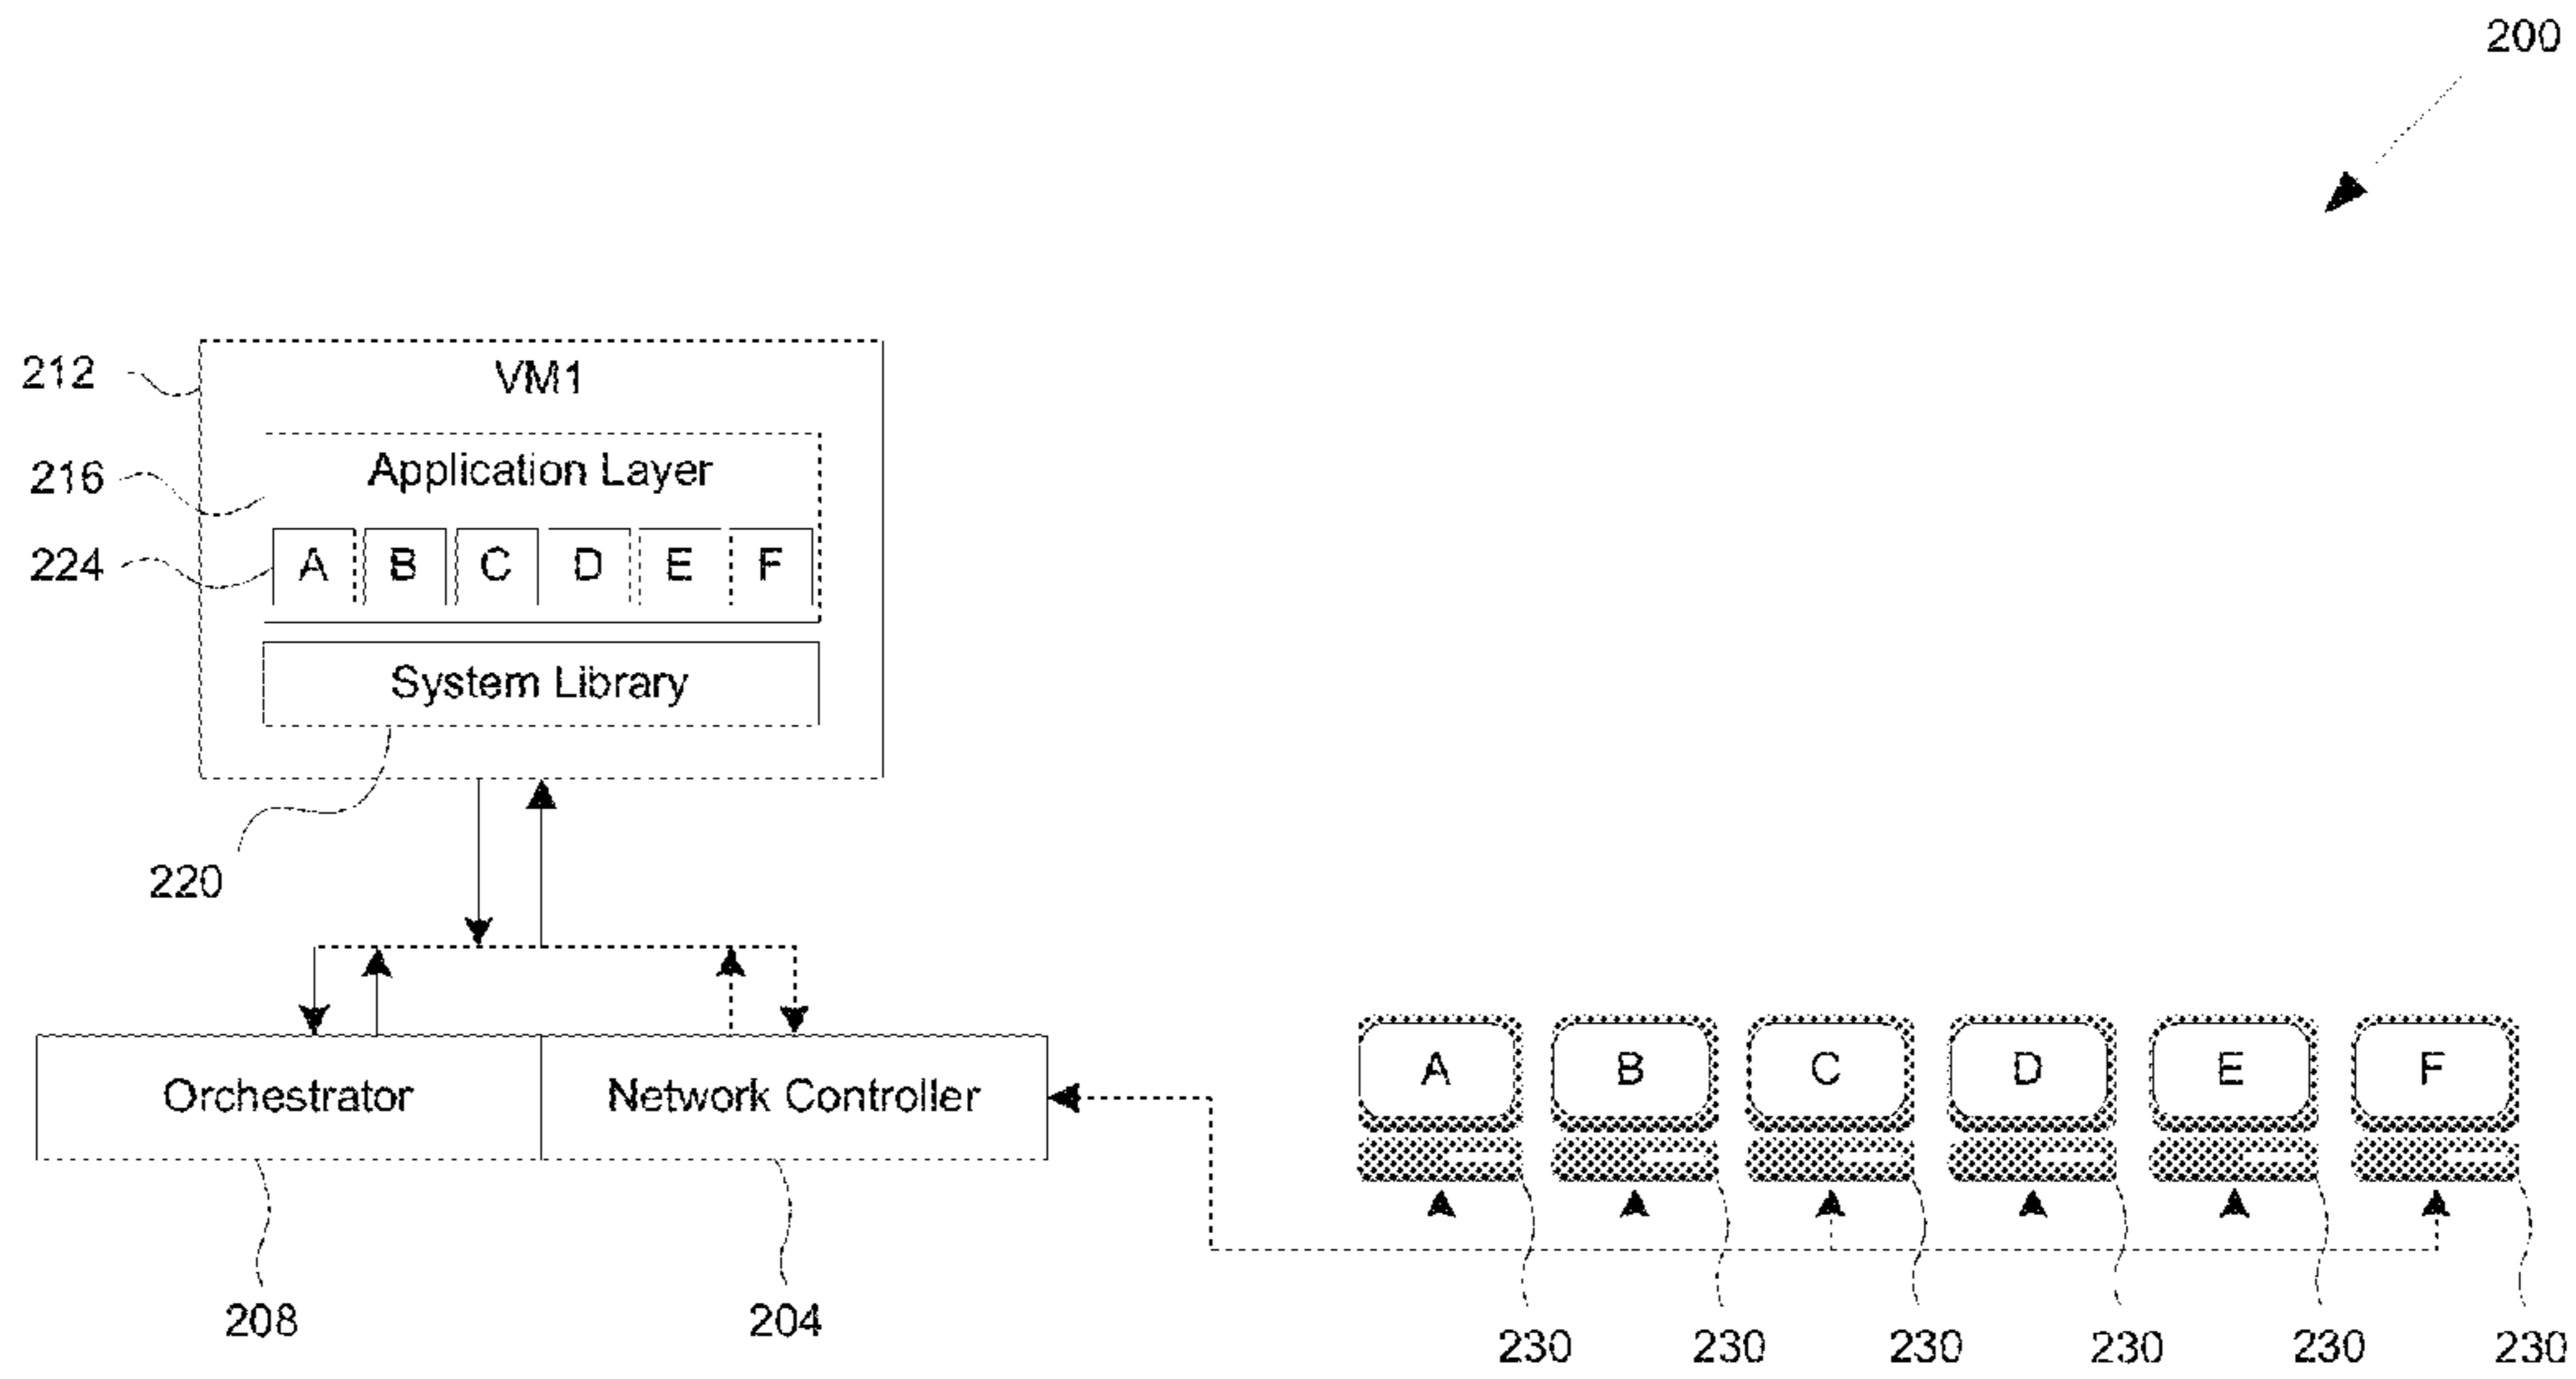 200
212
VM1
216
Application Layer
224
A B C D E F
System Library
220
Orchestrator
Network Controller
A B C D E F
208
204
230 230 230 230 230 230